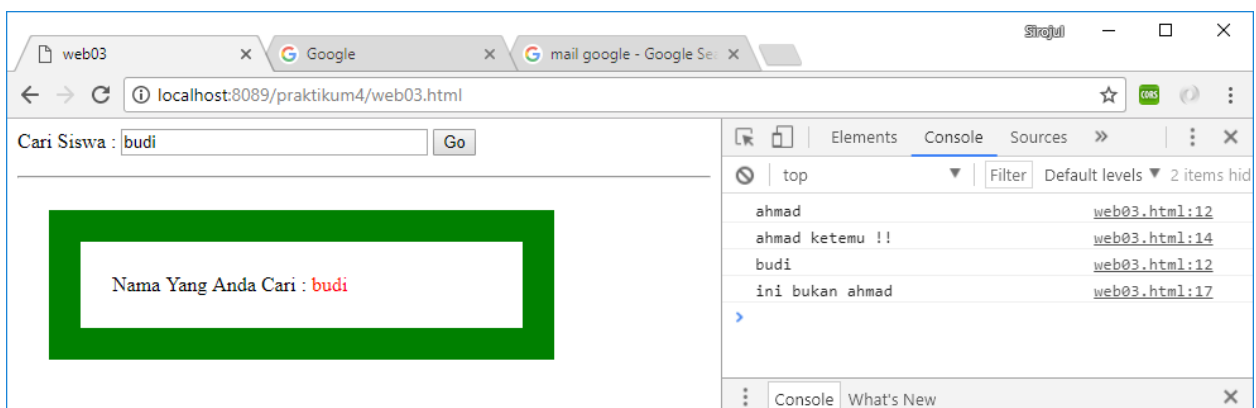 Sirojul
web03
Google
mail google - Google Sea
localhost:8089/praktikum4/web03.html
CORS
Cari Siswa : budi Go
Nama Yang Anda Cari : budi
Elements Console Sources »
top ▼ Filter Default levels ▼ 2 items hid
ahmad web03.html:12
ahmad ketemu !! web03.html:14
budi web03.html:12
ini bukan ahmad web03.html:17
>
Console What's New